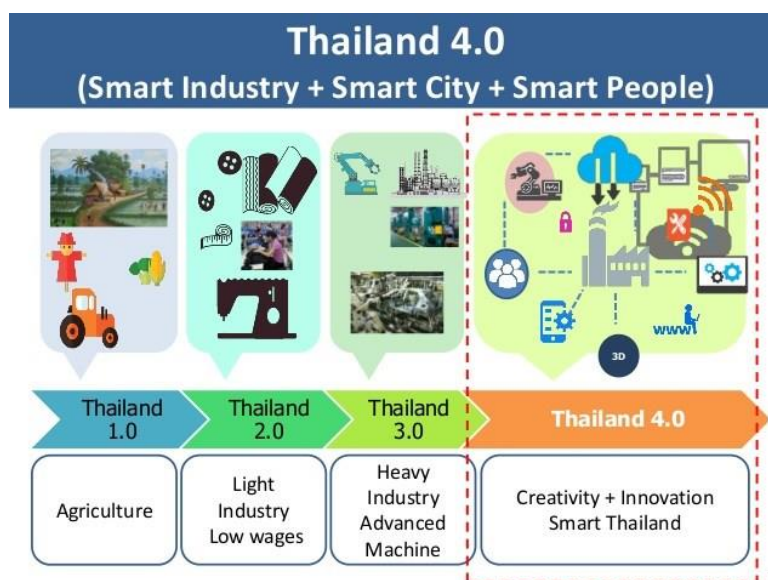 Thailand 4.0
(Smart Industry + Smart City + Smart People)
www
3D
Thailand
1.0
Thailand
2.0
Thailand
3.0
Thailand 4.0
Agriculture
Light
Industry
Low wages
Heavy
Industry
Advanced
Machine
Creativity + Innovation
Smart Thailand